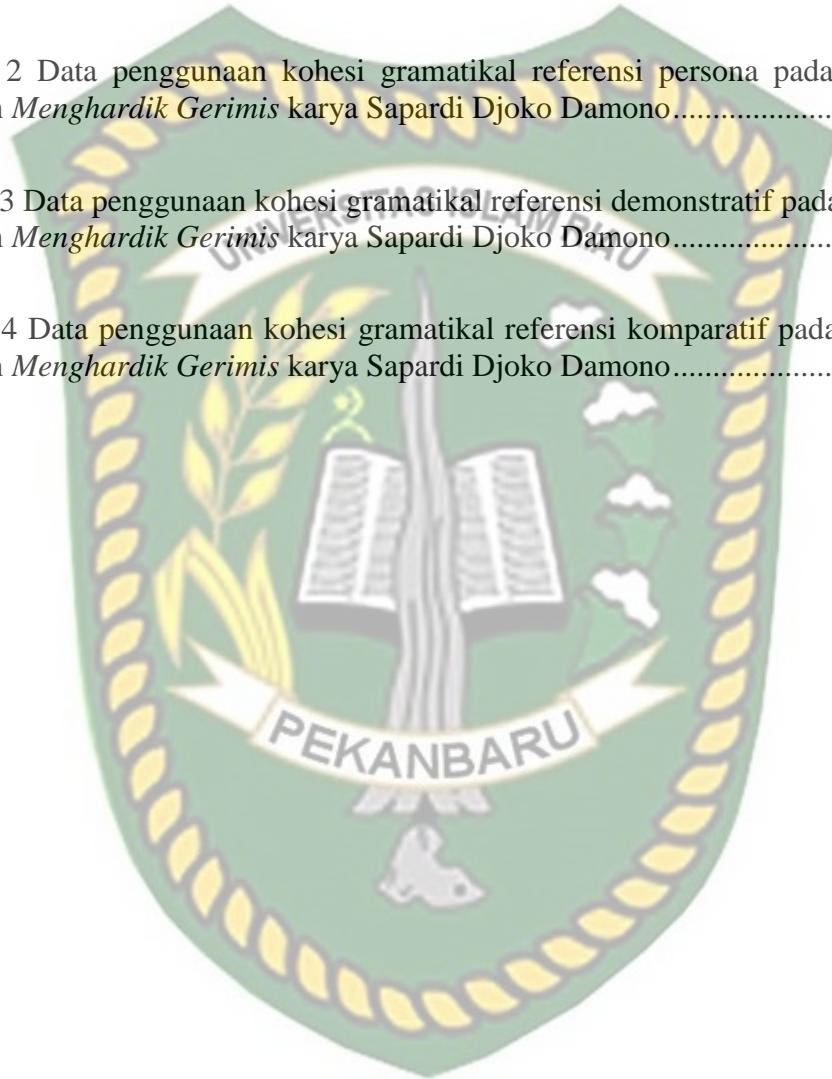 2 Data penggunaan kohesi gramatikal referensi persona pada
Menghardik Gerimis karya Sapardi Djoko Damono....................
3 Data penggunaan kohesi gramatikal referensi demonstratif pada
Menghardik Gerimis karya Sapardi Djoko Damono....................
4 Data penggunaan kohesi gramatikal referensi komparatif pada
Menghardik Gerimis karya Sapardi Djoko Damono....................
UNIVERSITAS ISLAM RIAU
PEKANBARU